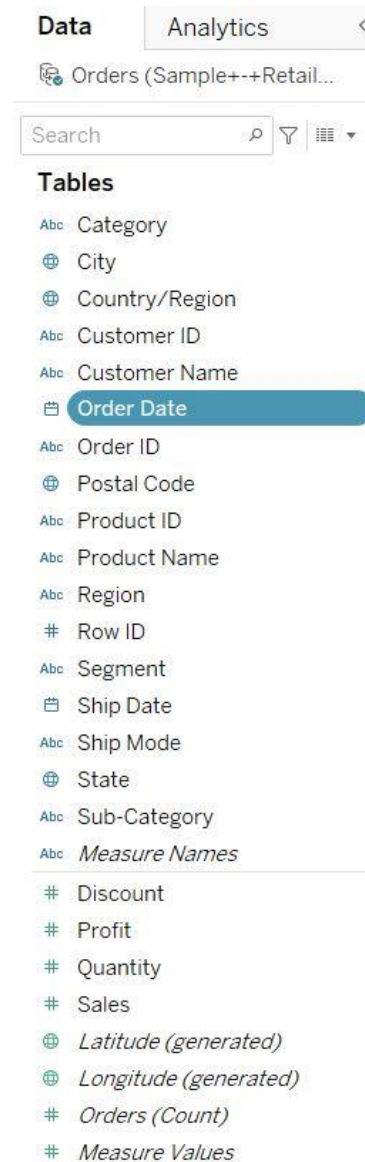 Data Analytics
Orders (Sample+-+Retail...
Search
Tables
Abc Category
City
Country/Region
Abc Customer ID
Abc Customer Name
Order Date
Abc Order ID
Postal Code
Abc Product ID
Abc Product Name
Abc Region
# Row ID
Abc Segment
Ship Date
Abc Ship Mode
State
Abc Sub-Category
Abc Measure Names
# Discount
# Profit
# Quantity
# Sales
Latitude (generated)
Longitude (generated)
# Orders (Count)
# Measure Values